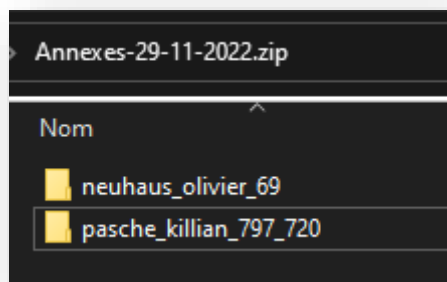 Annexes-29-11-2022.zip
Nom
neuhaus_olivier_69
pasche_killian_797_720